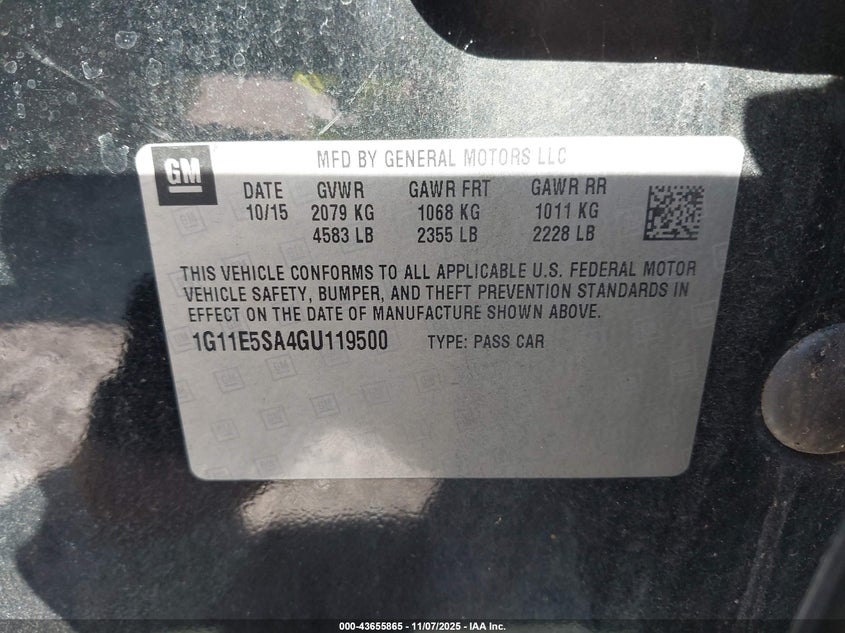 GM
MFD BY GENERAL MOTORS LLC
DATE GVWR GAWR FRT GAWR RR
10/15 2079 KG 1068 KG 1011 KG
4583 LB 2355 LB 2228 LB
THIS VEHICLE CONFORMS TO ALL APPLICABLE U.S. FEDERAL MOTOR
VEHICLE SAFETY, BUMPER, AND THEFT PREVENTION STANDARDS IN
EFFECT ON THE DATE OF MANUFACTURE SHOWN ABOVE.
1G11E5SA4GU119500 TYPE: PASS CAR
000-43655865 - 11/07/2025 - IAA Inc.